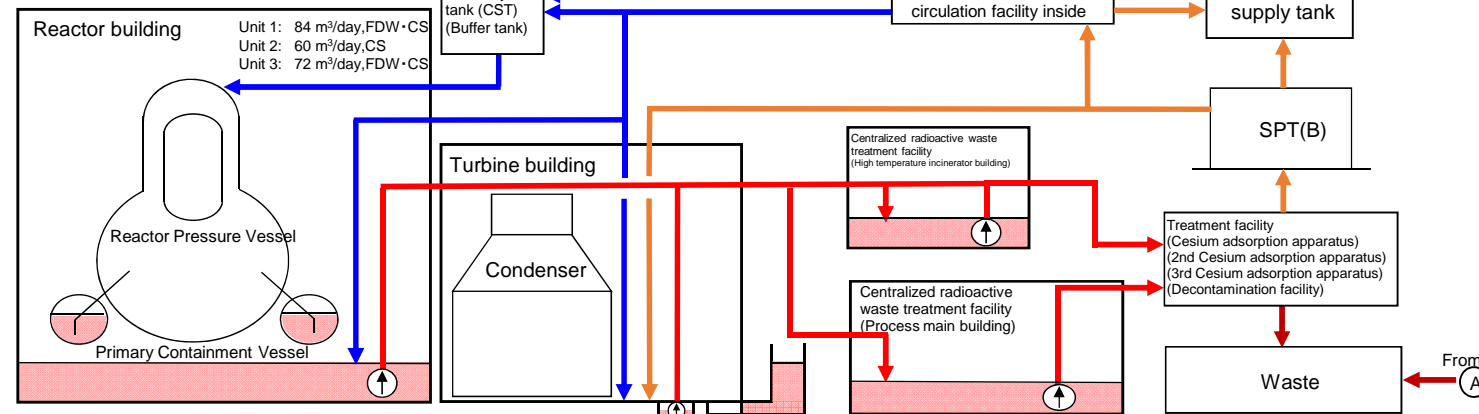 tank (CST)
(Buffer tank)
circulation facility inside
supply tank
Reactor building
Unit 1: 84 m³/day,FDW・CS
Unit 2: 60 m³/day,CS
Unit 3: 72 m³/day,FDW・CS
SPT(B)
Centralized radioactive waste
treatment facility
(High temperature incinerator building)
Turbine building
Reactor Pressure Vessel
Condenser
Treatment facility
(Cesium adsorption apparatus)
(2nd Cesium adsorption apparatus)
(3rd Cesium adsorption apparatus)
(Decontamination facility)
Centralized radioactive
waste treatment facility
(Process main building)
Primary Containment Vessel
Waste
From
A